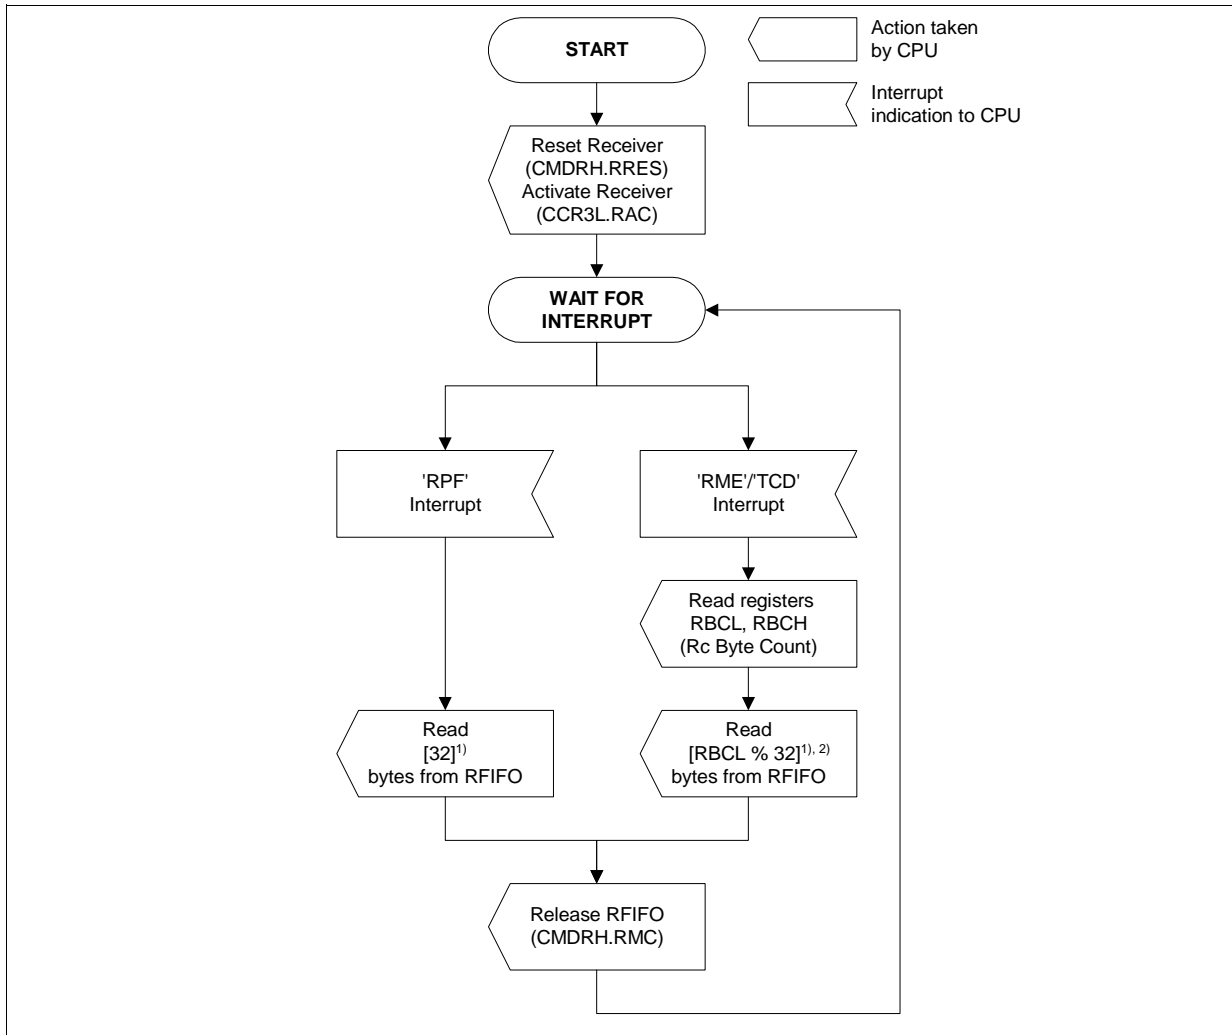 START
Action taken
by CPU
Interrupt
indication to CPU
Reset Receiver
(CMDRH.RRES)
Activate Receiver
(CCR3L.RAC)
WAIT FOR
INTERRUPT
'RPF'
Interrupt
'RME'/'TCD'
Interrupt
Read registers
RBCL, RBCH
(Rc Byte Count)
Read
[32]1)
bytes from RFIFO
Read
[RBCL % 32]1), 2)
bytes from RFIFO
Release RFIFO
(CMDRH.RMC)